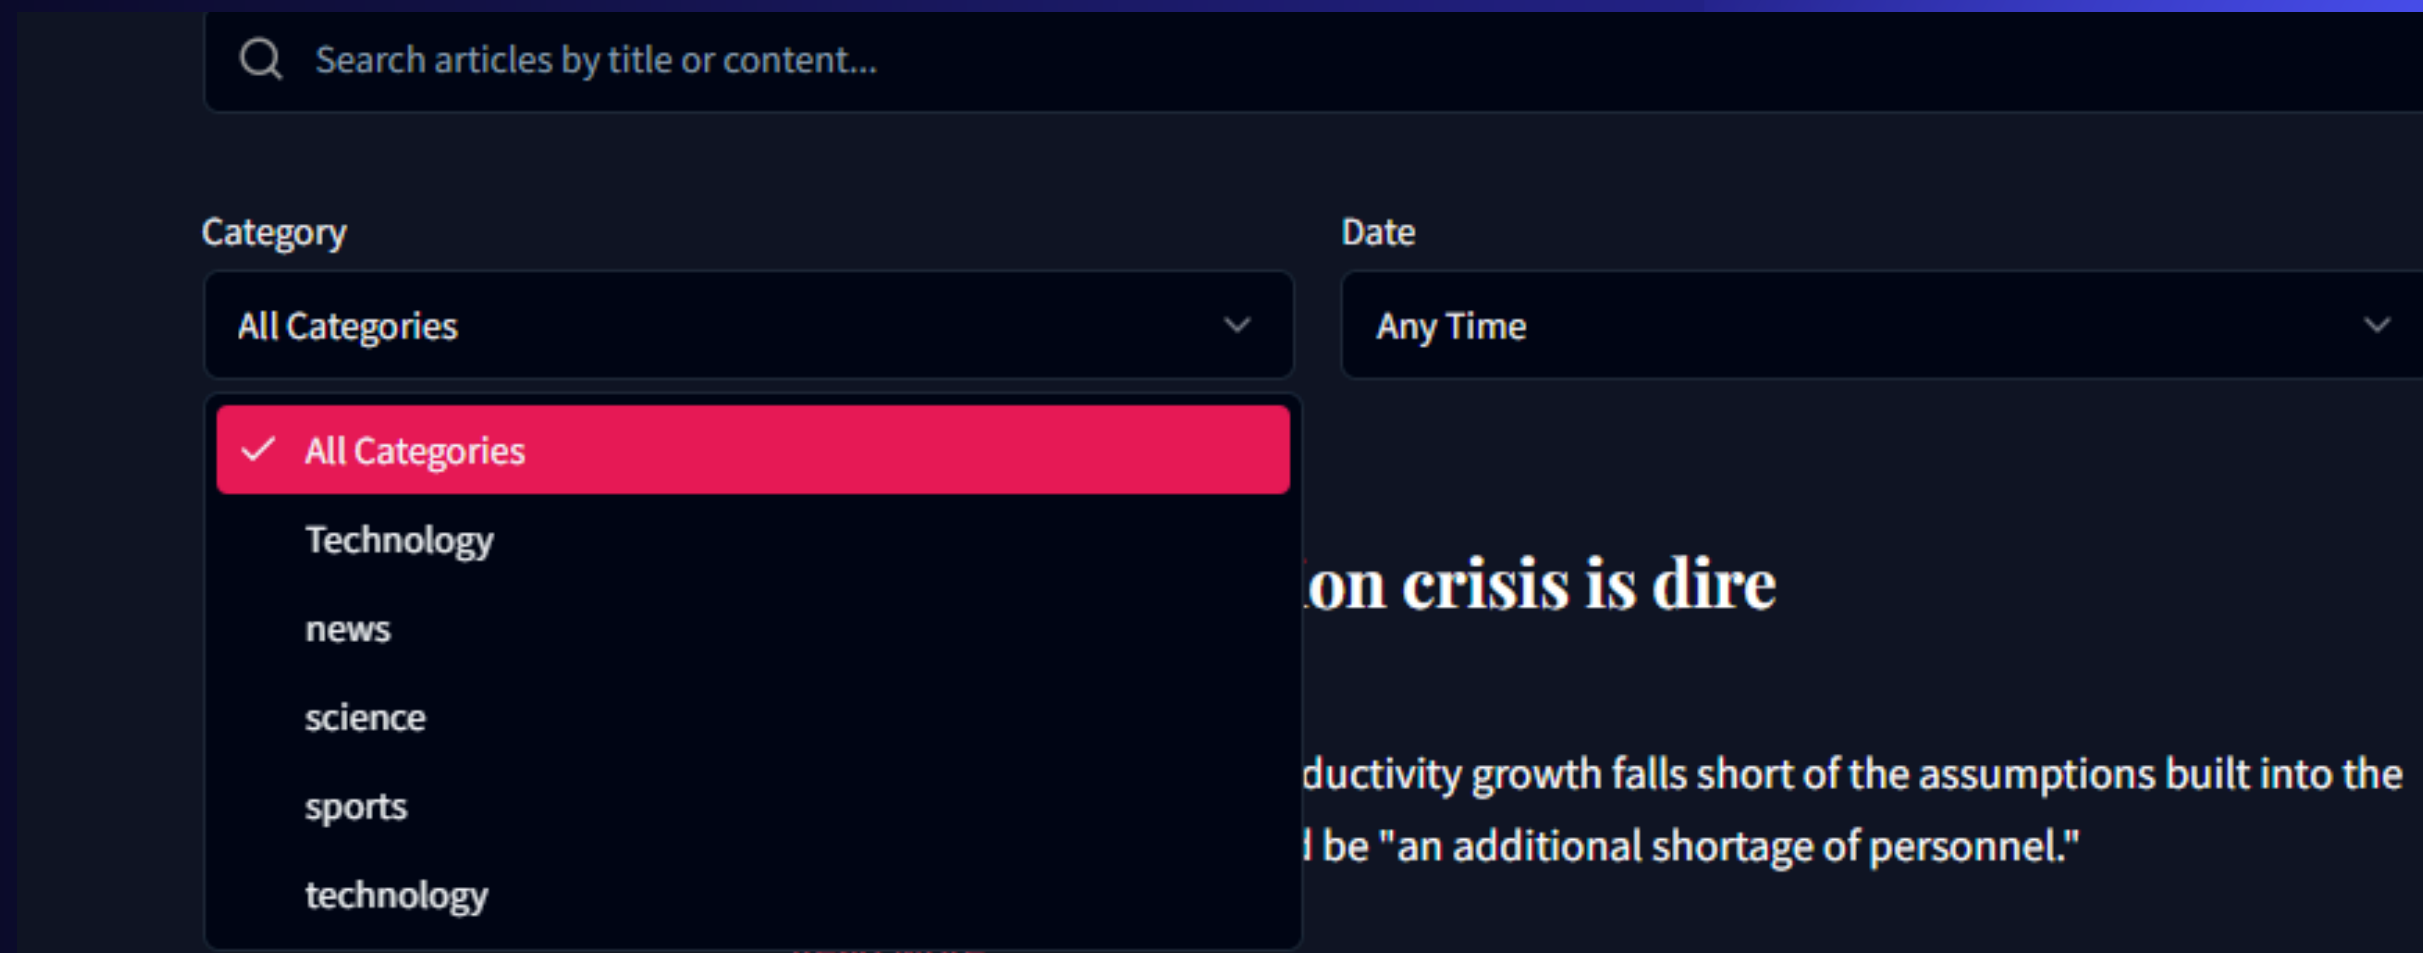 Search articles by title or content...
Category
Date
All Categories
Any Time
All Categories
Technology
news
science
sports
technology
on crisis is dire
ductivity growth falls short of the assumptions built into the
be "an additional shortage of personnel."